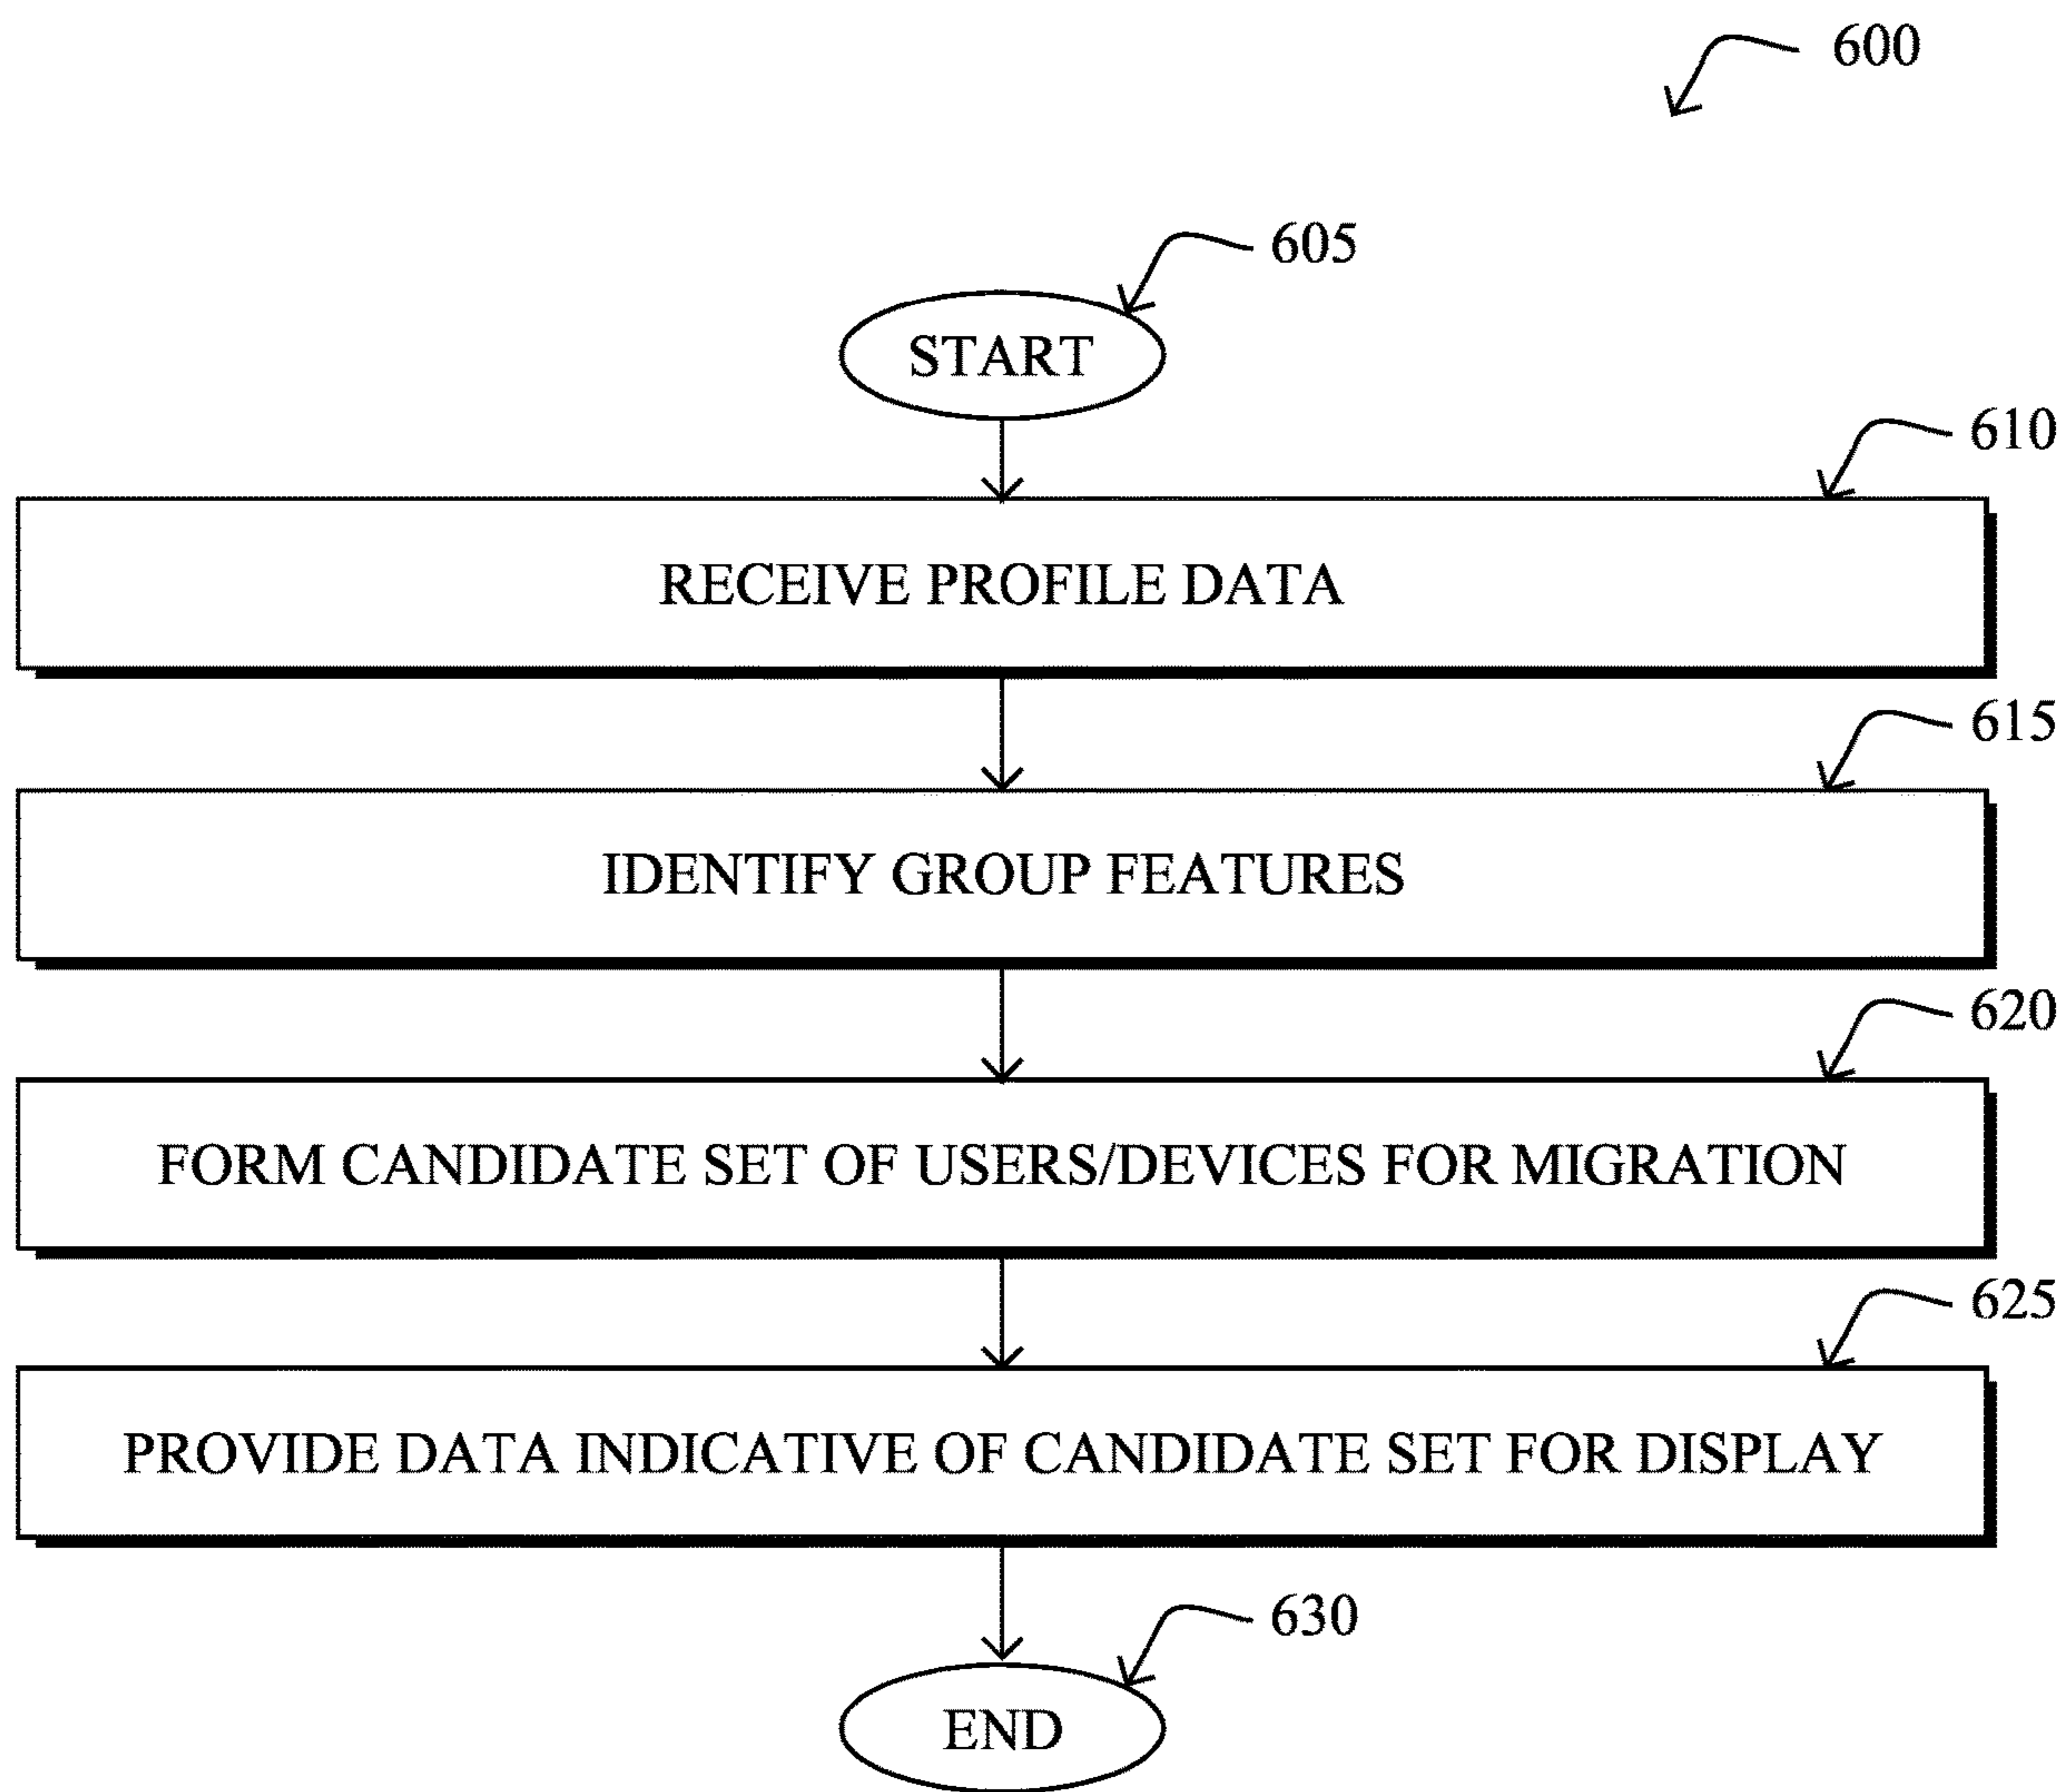 600
605
START
610
RECEIVE PROFILE DATA
615
IDENTIFY GROUP FEATURES
620
FORM CANDIDATE SET OF USERS/DEVICES FOR MIGRATION
625
PROVIDE DATA INDICATIVE OF CANDIDATE SET FOR DISPLAY
630
END